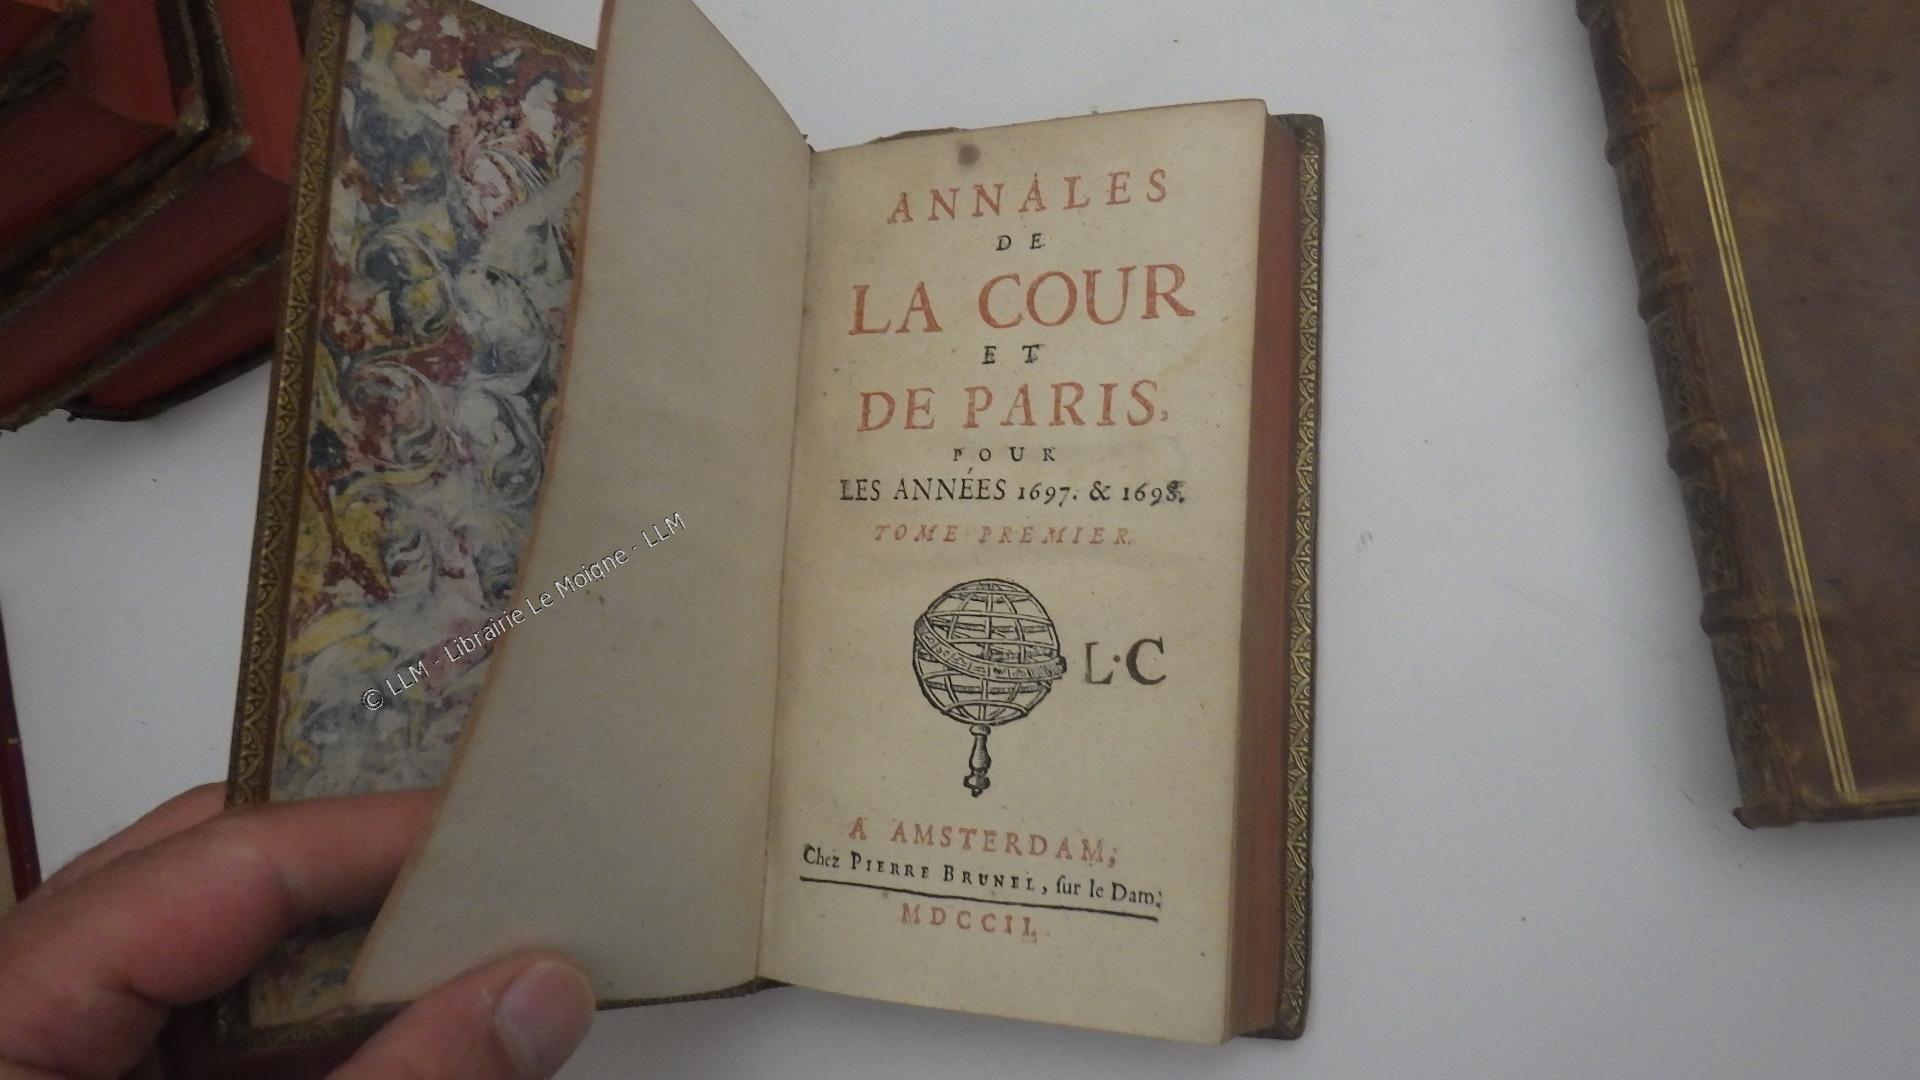 ANNALES
DE
LA COUR
ET
DE PARIS,
POUR
LES ANNÉES 1697. & 1698.
TOME PREMIER.
L·C
A AMSTERDAM,
Chez PIERRE BRUNEL, sur le Dam;
MDCCII.
© LLM - Librairie Le Moigne - LLM